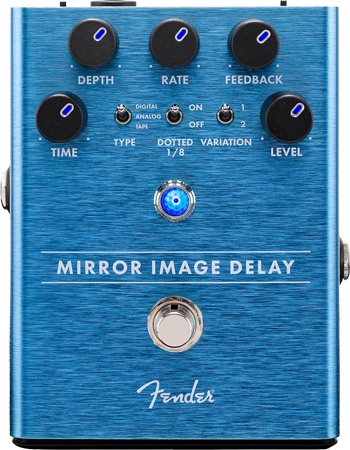 DEPTH RATE FEEDBACK
DIGITAL
ANALOG
TAPE
ON
OFF
1
2
TIME TYPE DOTTED VARIATION LEVEL
1/8
MIRROR IMAGE DELAY
Fender